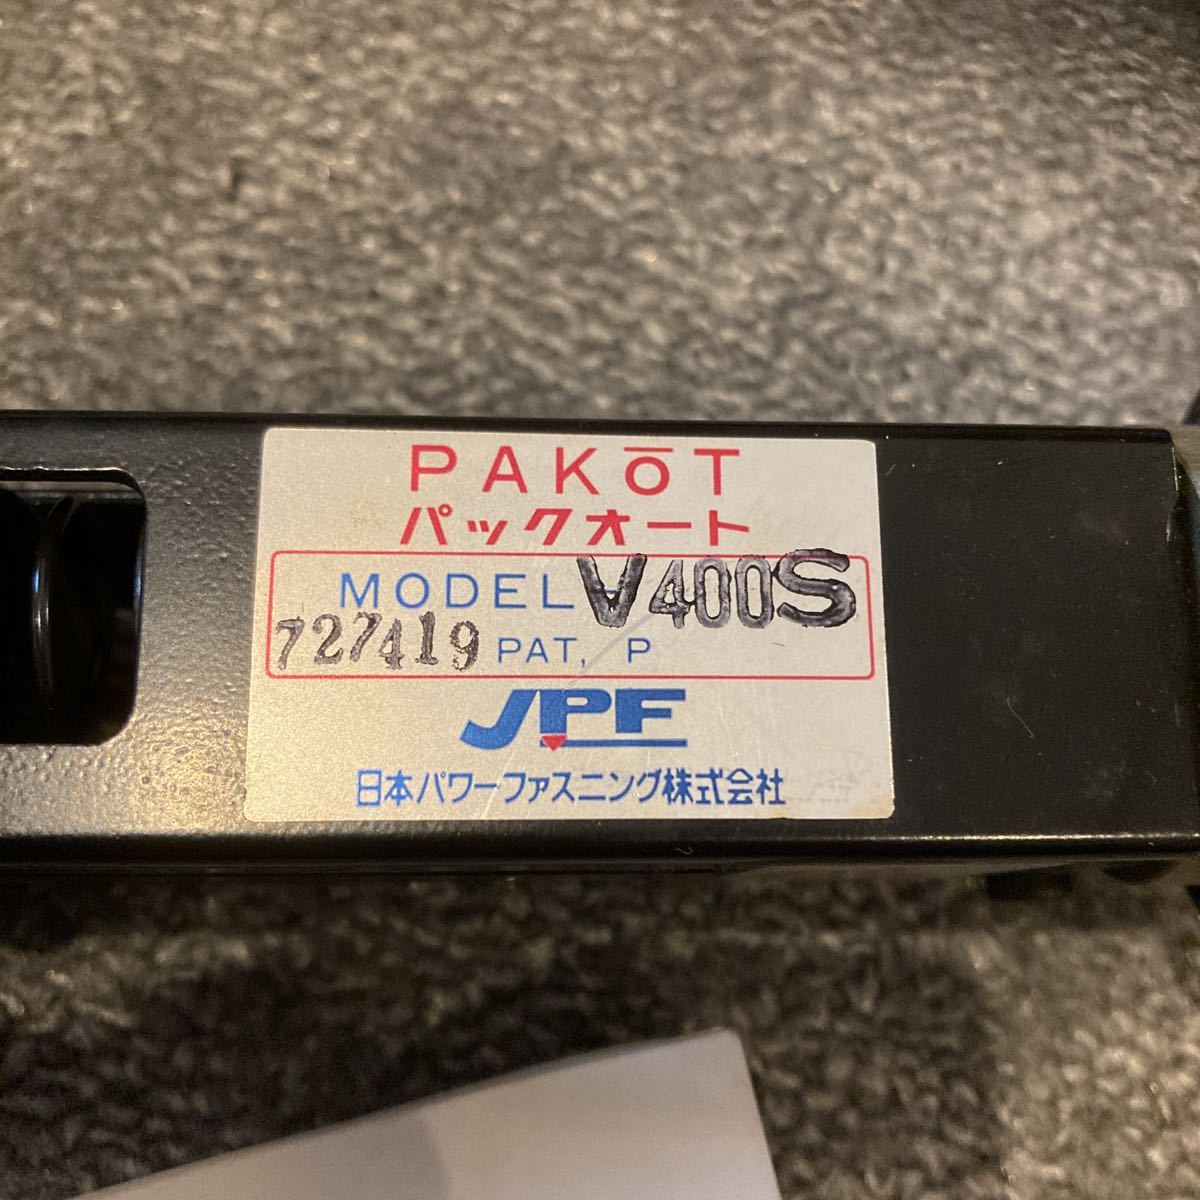 PAKōT
パックオート
MODEL V400S
727419 PAT, P
JPF
日本パワーファスニング株式会社